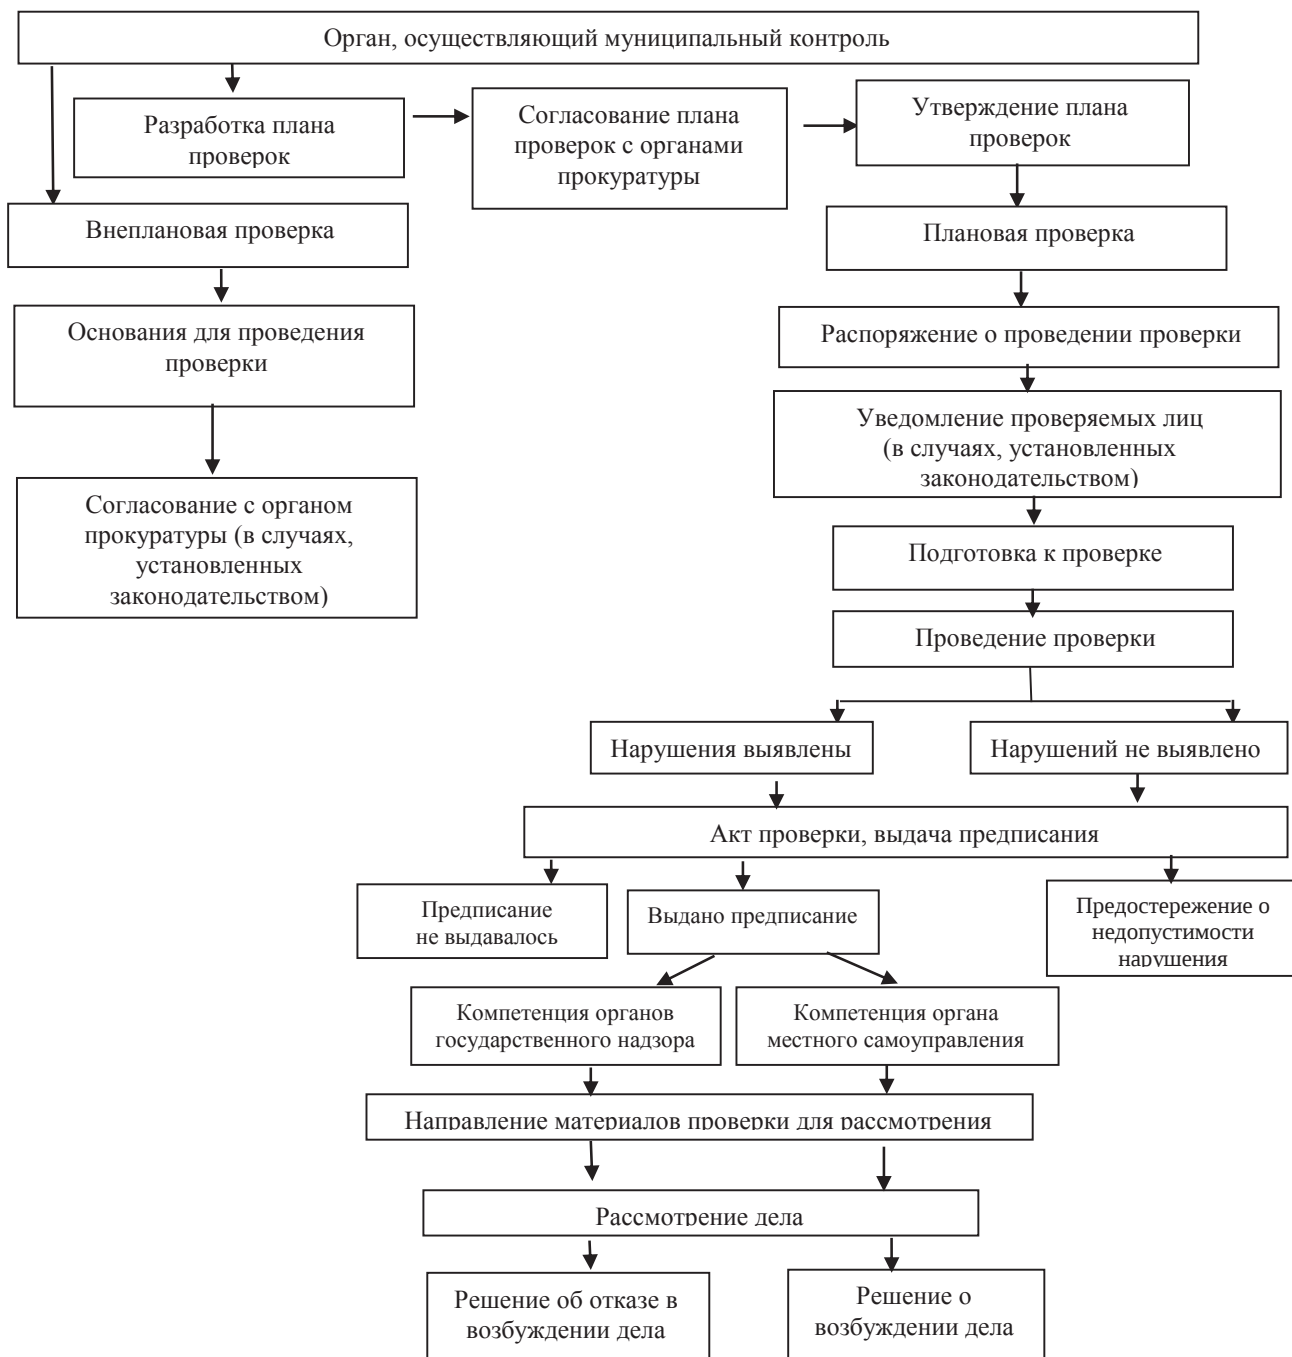 Орган, осуществляющий муниципальный контроль
Разработка плана
проверок
Согласование плана
проверок с органами
прокуратуры
Утверждение плана
проверок
Внеплановая проверка
Плановая проверка
Основания для проведения
проверки
Распоряжение о проведении проверки
Уведомление проверяемых лиц
(в случаях, установленных
законодательством)
Согласование с органом
прокуратуры (в случаях,
установленных
законодательством)
Подготовка к проверке
Проведение проверки
Нарушения выявлены
Нарушений не выявлено
Акт проверки, выдача предписания
Предписание
не выдавалось
Выдано предписание
Предостережение о
недопустимости
нарушения
Компетенция органов
государственного надзора
Компетенция органа
местного самоуправления
Направление материалов проверки для рассмотрения
Рассмотрение дела
Решение об отказе в
возбуждении дела
Решение о
возбуждении дела